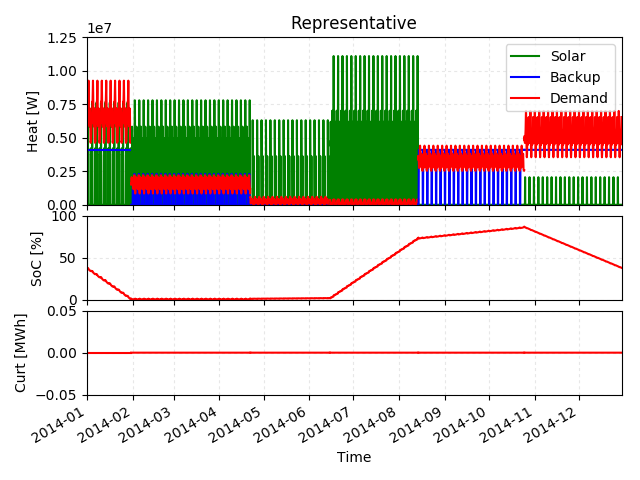 Representative
1e7
Heat [W]
1.25
1.00
0.75
0.50
0.25
0.00
Solar
Backup
Demand
SoC [%]
100
50
0
Curt [MWh]
0.05
0.00
−0.05
2014-01
2014-02
2014-03
2014-04
2014-05
2014-06
2014-07
2014-08
2014-09
2014-10
2014-11
2014-12
Time